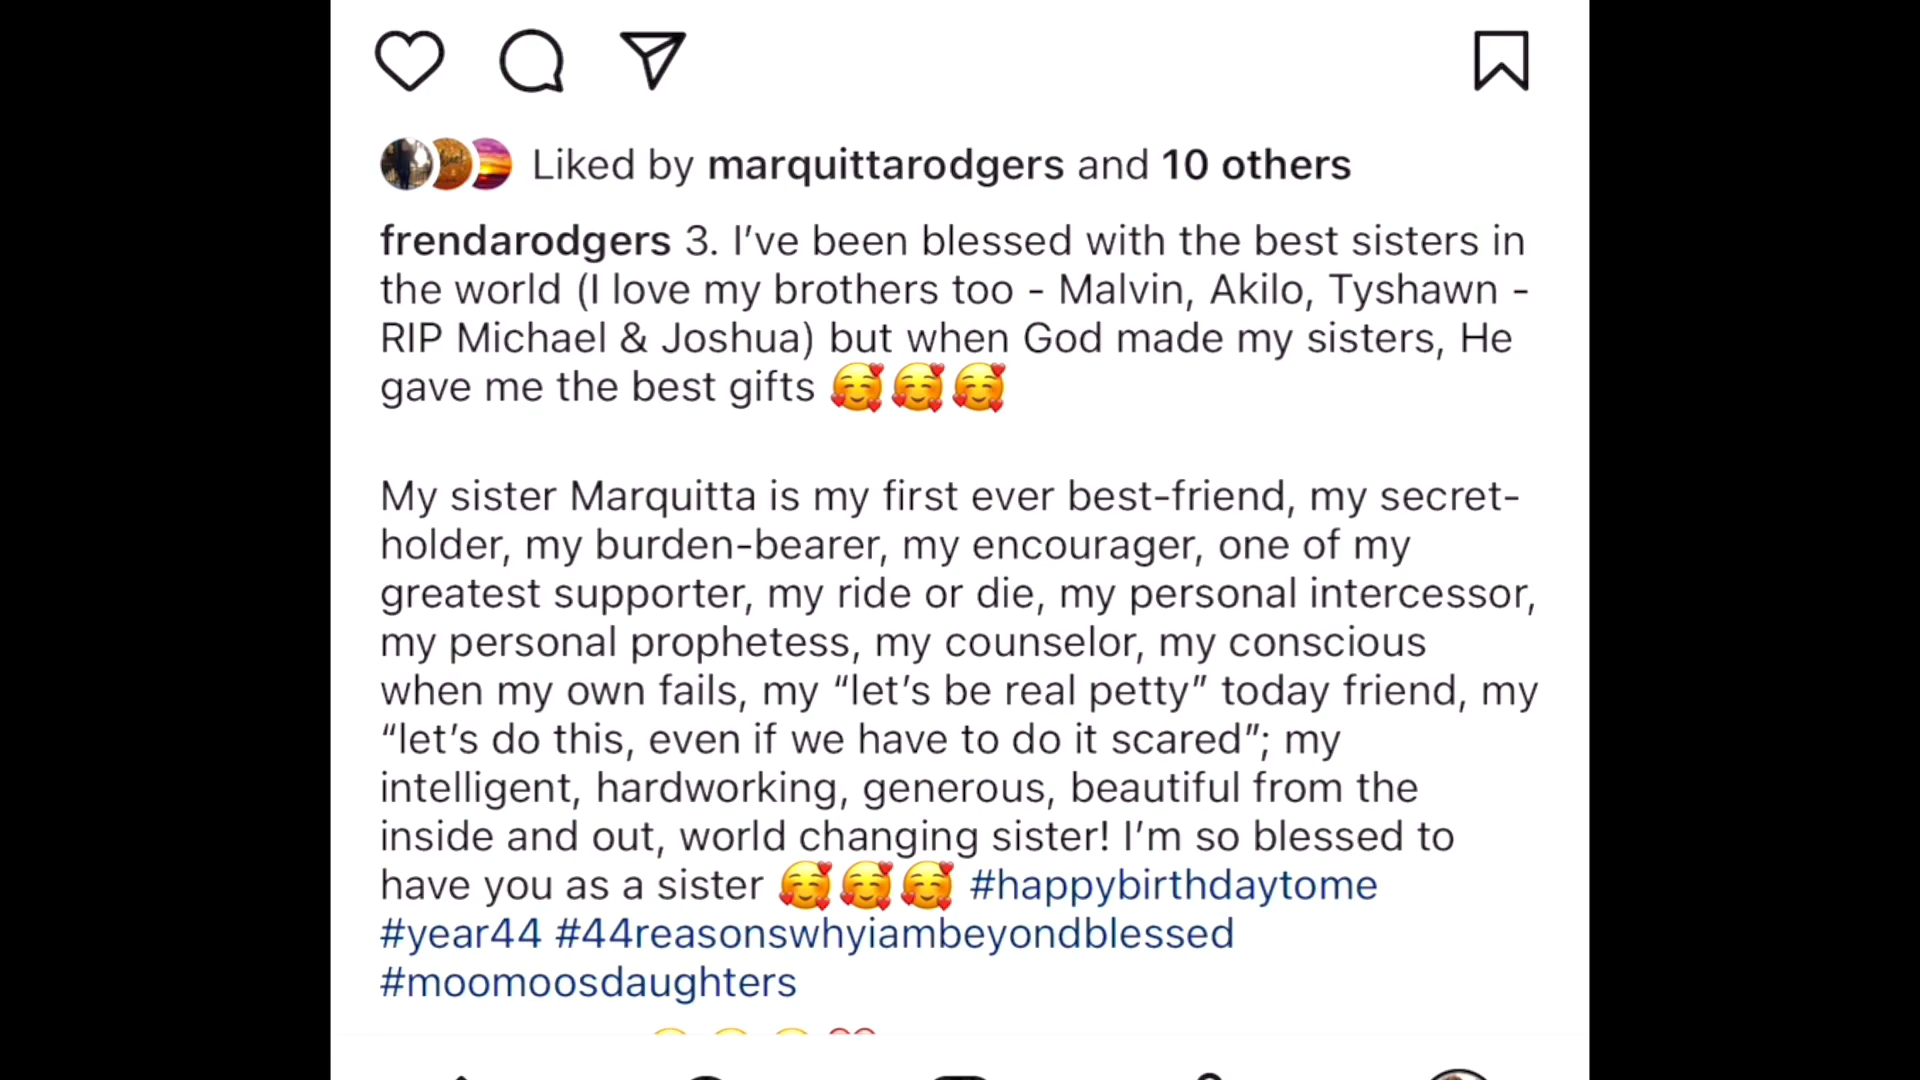 Liked by marquittarodgers and 10 others
frendarodgers 3. I’ve been blessed with the best sisters in
the world (I love my brothers too - Malvin, Akilo, Tyshawn -
RIP Michael & Joshua) but when God made my sisters, He
gave me the best gifts 🥰🥰🥰
My sister Marquitta is my first ever best-friend, my secret-
holder, my burden-bearer, my encourager, one of my
greatest supporter, my ride or die, my personal intercessor,
my personal prophetess, my counselor, my conscious
when my own fails, my “let’s be real petty” today friend, my
“let’s do this, even if we have to do it scared”; my
intelligent, hardworking, generous, beautiful from the
inside and out, world changing sister! I’m so blessed to
have you as a sister 🥰🥰🥰 #happybirthdaytome
#year44 #44reasonswhyiambeyondblessed
#moomoosdaughters